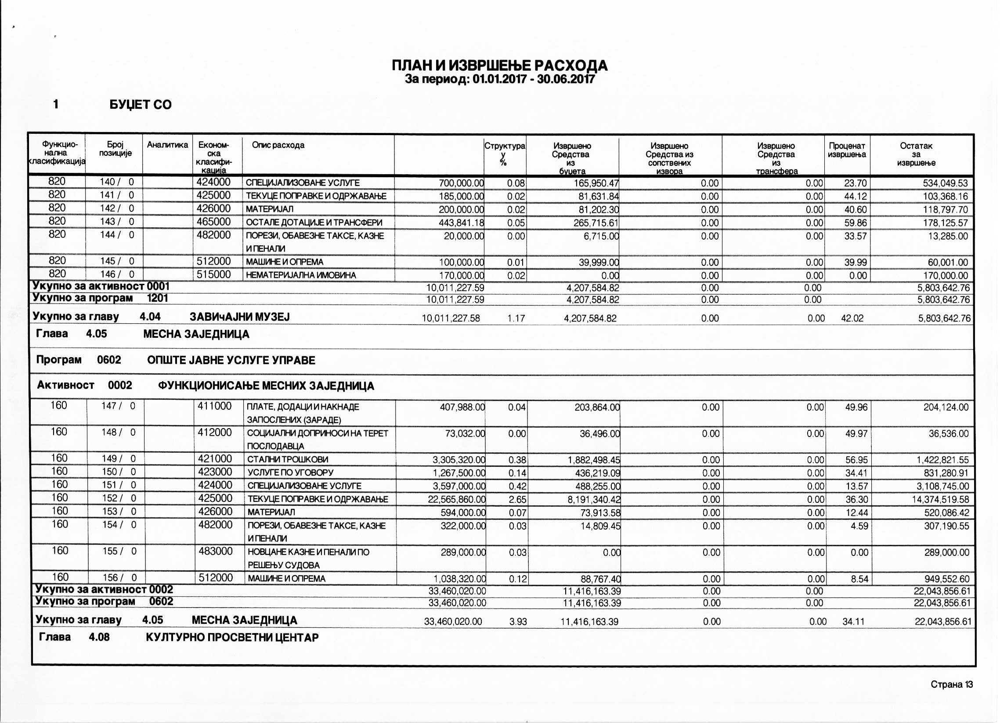 ПЛАН И ИЗВРШЕЊЕ РАСХОДА
За период: 01.01.2017 - 30.06.2017
1 БУЏЕТ СО
Функцио- Број Аналитика Економ- Опис расхода Структура Извршено Извршено Извршено Проценат Остатак
нална позиције ска у Средства Средства из Средства извршења за
класификација класифи- % из сопствених из извршење
кација буџета извора трансфера
820 140 / 0 424000 СПЕЦИЈАЛИЗОВАНЕ УСЛУГЕ 700,000.00 0.08 165,950.47 0.00 0.00 23.70 534,049.53
820 141 / 0 425000 ТЕКУЦЕ ПОПРАВКЕ И ОДРЖАВАЊЕ 185,000.00 0.02 81,631.84 0.00 0.00 44.12 103,368.16
820 142 / 0 426000 МАТЕРИЈАЛ 200,000.00 0.02 81,202.30 0.00 0.00 40.60 118,797.70
820 143 / 0 465000 ОСТАЛЕ ДОТАЦИЈЕ И ТРАНСФЕРИ 443,841.18 0.05 265,715.61 0.00 0.00 59.86 178,125.57
820 144 / 0 482000 ПОРЕЗИ, ОБАВЕЗНЕ ТАКСЕ, КАЗНЕ 20,000.00 0.00 6,715.00 0.00 0.00 33.57 13,285.00
И ПЕНАЛИ
820 145 / 0 512000 МАШИНЕ И ОПРЕМА 100,000.00 0.01 39,999.00 0.00 0.00 39.99 60,001.00
820 146 / 0 515000 НЕМАТЕРИЈАЛНА ИМОВИНА 170,000.00 0.02 0.00 0.00 0.00 0.00 170,000.00
Укупно за активност 0001 10,011,227.59 4,207,584.82 0.00 0.00 5,803,642.76
Укупно за програм 1201 10,011,227.59 4,207,584.82 0.00 0.00 5,803,642.76
Укупно за главу 4.04 ЗАВИчАЈНИ МУЗЕЈ 10,011,227.58 1.17 4,207,584.82 0.00 0.00 42.02 5,803,642.76
Глава 4.05 МЕСНА ЗАЈЕДНИЦА
Програм 0602 ОПШТЕ ЈАВНЕ УСЛУГЕ УПРАВЕ
Активност 0002 ФУНКЦИОНИСАЊЕ МЕСНИХ ЗАЈЕДНИЦА
160 147 / 0 411000 ПЛАТЕ, ДОДАЦИ И НАКНАДЕ 407,988.00 0.04 203,864.00 0.00 0.00 49.96 204,124.00
ЗАПОСЛЕНИХ (ЗАРАДЕ)
160 148 / 0 412000 СОЦИЈАЛНИ ДОПРИНОСИ НА ТЕРЕТ 73,032.00 0.00 36,496.00 0.00 0.00 49.97 36,536.00
ПОСЛОДАВЦА
160 149 / 0 421000 СТАЛНИ ТРОШКОВИ 3,305,320.00 0.38 1,882,498.45 0.00 0.00 56.95 1,422,821.55
160 150 / 0 423000 УСЛУГЕ ПО УГОВОРУ 1,267,500.00 0.14 436,219.09 0.00 0.00 34.41 831,280.91
160 151 / 0 424000 СПЕЦИЈАЛИЗОВАНЕ УСЛУГЕ 3,597,000.00 0.42 488,255.00 0.00 0.00 13.57 3,108,745.00
160 152 / 0 425000 ТЕКУЦЕ ПОПРАВКЕ И ОДРЖАВАЊЕ 22,565,860.00 2.65 8,191,340.42 0.00 0.00 36.30 14,374,519.58
160 153 / 0 426000 МАТЕРИЈАЛ 594,000.00 0.07 73,913.58 0.00 0.00 12.44 520,086.42
160 154 / 0 482000 ПОРЕЗИ, ОБАВЕЗНЕ ТАКСЕ, КАЗНЕ 322,000.00 0.03 14,809.45 0.00 0.00 4.59 307,190.55
И ПЕНАЛИ
160 155 / 0 483000 НОВЦАНЕ КАЗНЕ И ПЕНАЛИ ПО 289,000.00 0.03 0.00 0.00 0.00 0.00 289,000.00
РЕШЕЊУ СУДОВА
160 156 / 0 512000 МАШИНЕ И ОПРЕМА 1,038,320.00 0.12 88,767.40 0.00 0.00 8.54 949,552.60
Укупно за активност 0002 33,460,020.00 11,416,163.39 0.00 0.00 22,043,856.61
Укупно за програм 0602 33,460,020.00 11,416,163.39 0.00 0.00 22,043,856.61
Укупно за главу 4.05 МЕСНА ЗАЈЕДНИЦА 33,460,020.00 3.93 11,416,163.39 0.00 0.00 34.11 22,043,856.61
Глава 4.08 КУЛТУРНО ПРОСВЕТНИ ЦЕНТАР
Страна 13